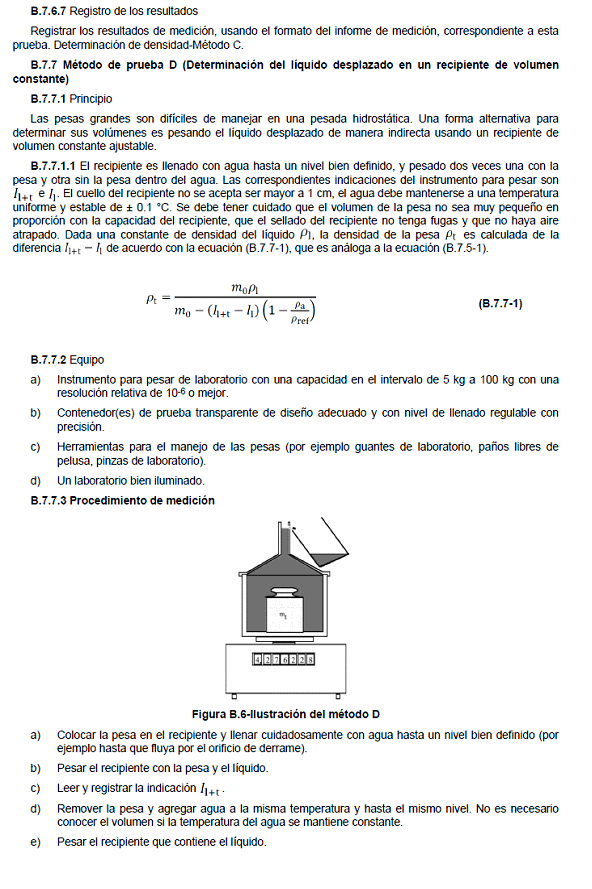 B.7.6.7 Registro de los resultados
Registrar los resultados de medición, usando el formato del informe de medición, correspondiente a esta
prueba. Determinación de densidad-Método C.
B.7.7 Método de prueba D (Determinación del líquido desplazado en un recipiente de volumen
constante)
B.7.7.1 Principio
Las pesas grandes son difíciles de manejar en una pesada hidrostática. Una forma alternativa para
determinar sus volúmenes es pesando el líquido desplazado de manera indirecta usando un recipiente de
volumen constante ajustable.
B.7.7.1.1 El recipiente es llenado con agua hasta un nivel bien definido, y pesado dos veces una con la
pesa y otra sin la pesa dentro del agua. Las correspondientes indicaciones del instrumento para pesar son
I_{l+t} e I_l. El cuello del recipiente no se acepta ser mayor a 1 cm, el agua debe mantenerse a una temperatura
uniforme y estable de ± 0.1 °C. Se debe tener cuidado que el volumen de la pesa no sea muy pequeño en
proporción con la capacidad del recipiente, que el sellado del recipiente no tenga fugas y que no haya aire
atrapado. Dada una constante de densidad del líquido ρ_l, la densidad de la pesa ρ_t es calculada de la
diferencia I_{l+t} − I_l de acuerdo con la ecuación (B.7.7-1), que es análoga a la ecuación (B.7.5-1).
ρ_t = m_0ρ_l / (m_0 − (I_{l+t} − I_l)(1 − ρ_a/ρ_ref)) (B.7.7-1)
B.7.7.2 Equipo
a) Instrumento para pesar de laboratorio con una capacidad en el intervalo de 5 kg a 100 kg con una
resolución relativa de 10⁻⁶ o mejor.
b) Contenedor(es) de prueba transparente de diseño adecuado y con nivel de llenado regulable con
precisión.
c) Herramientas para el manejo de las pesas (por ejemplo guantes de laboratorio, paños libres de
pelusa, pinzas de laboratorio).
d) Un laboratorio bien iluminado.
B.7.7.3 Procedimiento de medición
m_t
4 2 7 6 2 2 8
Figura B.6-Ilustración del método D
a) Colocar la pesa en el recipiente y llenar cuidadosamente con agua hasta un nivel bien definido (por
ejemplo hasta que fluya por el orificio de derrame).
b) Pesar el recipiente con la pesa y el líquido.
c) Leer y registrar la indicación I_{l+t}.
d) Remover la pesa y agregar agua a la misma temperatura y hasta el mismo nivel. No es necesario
conocer el volumen si la temperatura del agua se mantiene constante.
e) Pesar el recipiente que contiene el líquido.